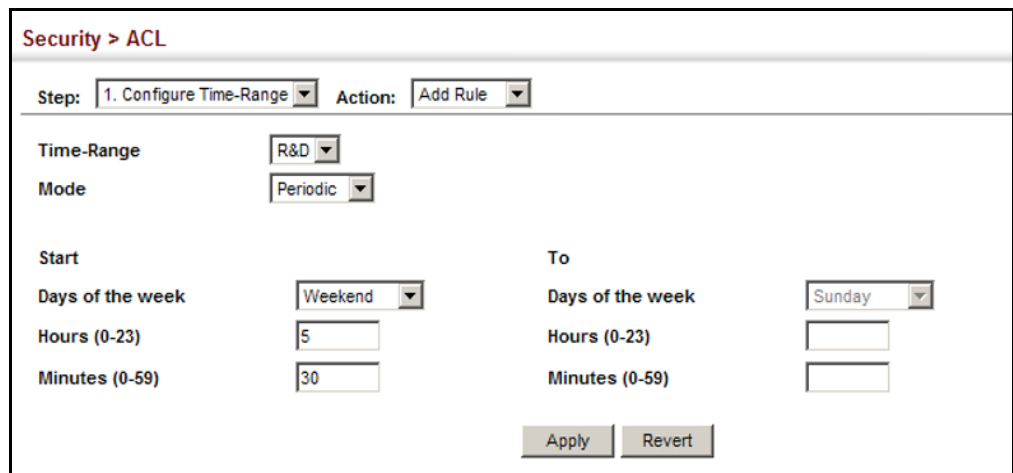 Security > ACL
Step: 1. Configure Time-Range Action: Add Rule
Time-Range R&D
Mode Periodic
Start To
Days of the week Weekend Days of the week Sunday
Hours (0-23) 5 Hours (0-23)
Minutes (0-59) 30 Minutes (0-59)
Apply Revert